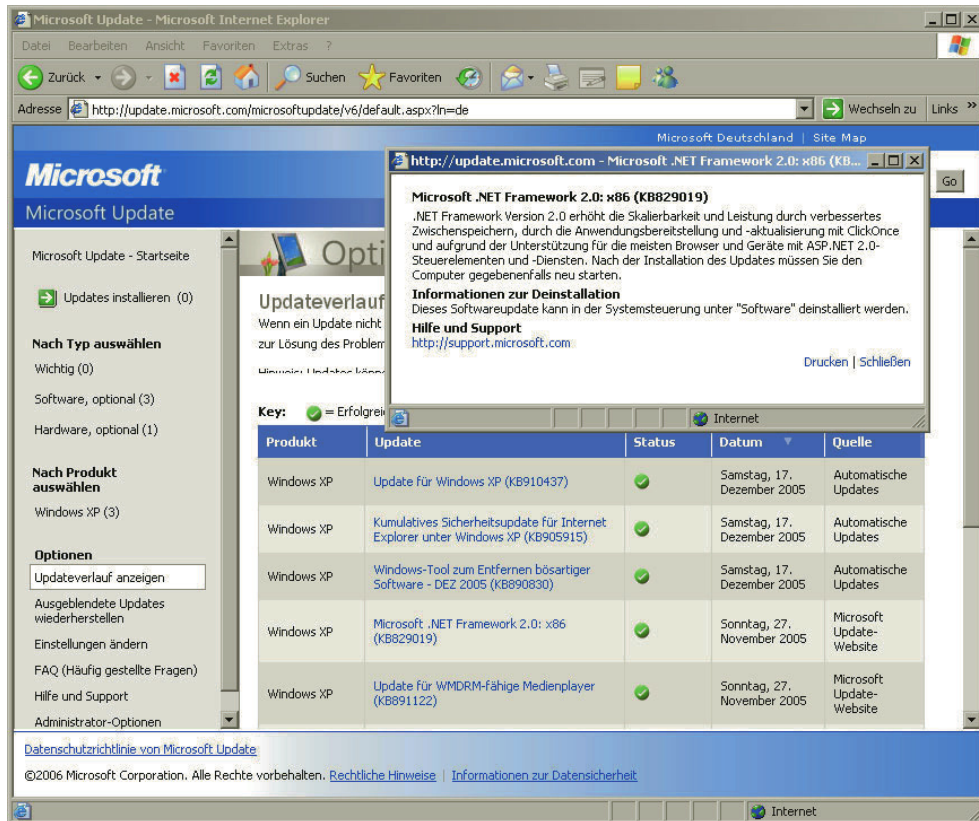 Microsoft Update - Microsoft Internet Explorer
Datei Bearbeiten Ansicht Favoriten Extras ?
Zurück Suchen Favoriten
Adresse http://update.microsoft.com/microsoftupdate/v6/default.aspx?ln=de Wechseln zu Links »
Microsoft Deutschland | Site Map
Microsoft
Go
Microsoft Update
Microsoft Update - Startseite
Updates installieren (0)
Nach Typ auswählen
Wichtig (0)
Software, optional (3)
Hardware, optional (1)
Nach Produkt
auswählen
Windows XP (3)
Optionen
Updateverlauf anzeigen
Ausgeblendete Updates
wiederherstellen
Einstellungen ändern
FAQ (Häufig gestellte Fragen)
Hilfe und Support
Administrator-Optionen
Opti
Updateverlauf
Wenn ein Update nicht
zur Lösung des Problem
Hinweis: Updates könne
Key: = Erfolgrei
http://update.microsoft.com - Microsoft .NET Framework 2.0: x86 (KB...
Microsoft .NET Framework 2.0: x86 (KB829019)
.NET Framework Version 2.0 erhöht die Skalierbarkeit und Leistung durch verbessertes
Zwischenspeichern, durch die Anwendungsbereitstellung und -aktualisierung mit ClickOnce
und aufgrund der Unterstützung für die meisten Browser und Geräte mit ASP.NET 2.0-
Steuerelementen und -Diensten. Nach der Installation des Updates müssen Sie den
Computer gegebenenfalls neu starten.
Informationen zur Deinstallation
Dieses Softwareupdate kann in der Systemsteuerung unter "Software" deinstalliert werden.
Hilfe und Support
http://support.microsoft.com
Drucken | Schließen
Internet
Produkt Update Status Datum Quelle
Windows XP Update für Windows XP (KB910437) Samstag, 17. Automatische
Dezember 2005 Updates
Windows XP Kumulatives Sicherheitsupdate für Internet Samstag, 17. Automatische
Explorer unter Windows XP (KB905915) Dezember 2005 Updates
Windows XP Windows-Tool zum Entfernen bösartiger Samstag, 17. Automatische
Software - DEZ 2005 (KB890830) Dezember 2005 Updates
Windows XP Microsoft .NET Framework 2.0: x86 Sonntag, 27. Microsoft
(KB829019) November 2005 Update-
Website
Windows XP Update für WMDRM-fähige Medienplayer Sonntag, 27. Microsoft
(KB891122) November 2005 Update-
Website
Datenschutzrichtlinie von Microsoft Update
©2006 Microsoft Corporation. Alle Rechte vorbehalten. Rechtliche Hinweise | Informationen zur Datensicherheit
Internet